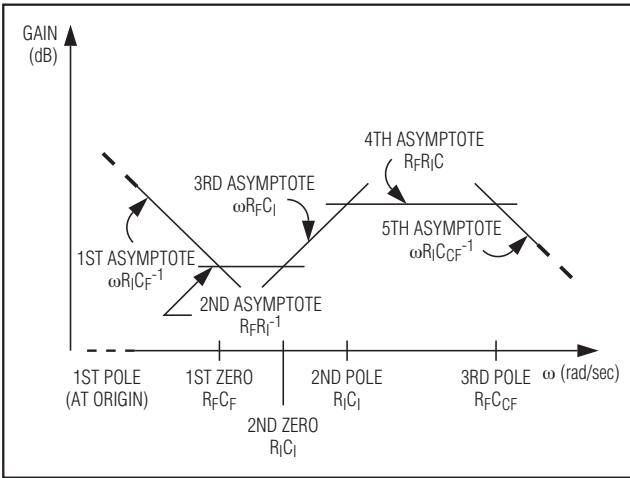 GAIN
(dB)
4TH ASYMPTOTE
RFRIC
3RD ASYMPTOTE
ωRFCI
1ST ASYMPTOTE
ωRICF-1
5TH ASYMPTOTE
ωRICCF-1
2ND ASYMPTOTE
RFRI-1
1ST POLE
(AT ORIGIN)
1ST ZERO
RFCF
2ND POLE
RICI
3RD POLE
RFCCF
ω (rad/sec)
2ND ZERO
RICI